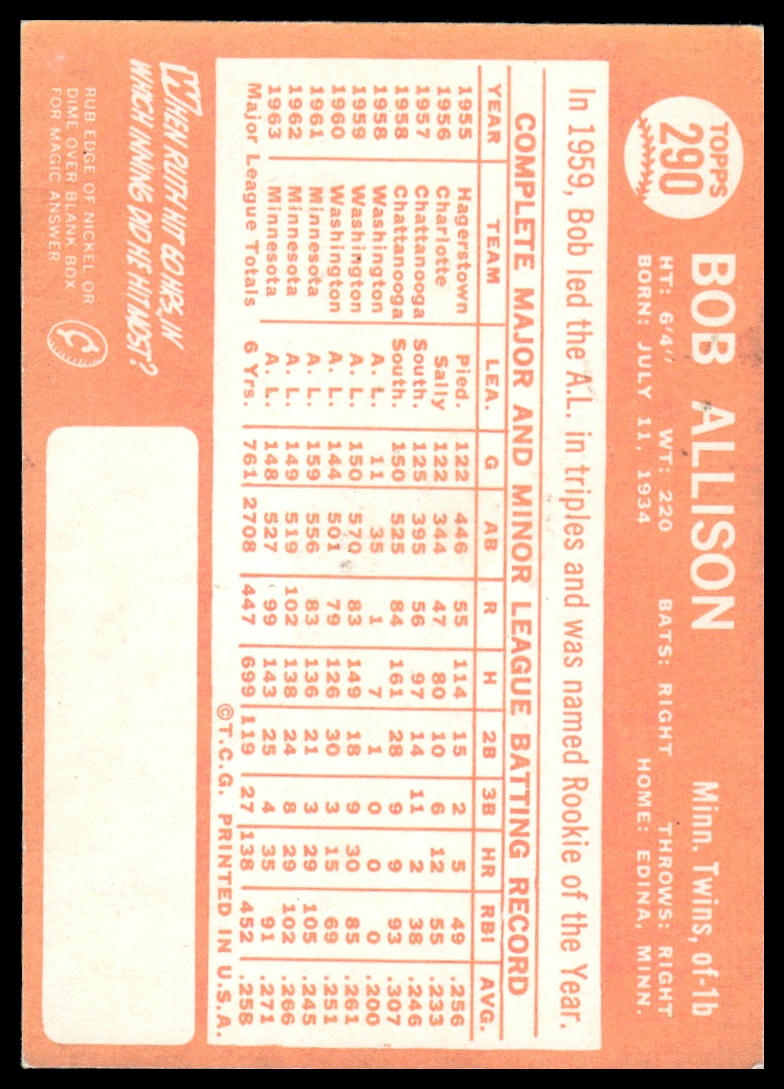 TOPPS
290
BOB ALLISON
Minn. Twins, of-1b
HT: 6'4" WT: 220 BATS: RIGHT THROWS: RIGHT
BORN: JULY 11, 1934 HOME: EDINA, MINN.
In 1959, Bob led the A.L. in triples and was named Rookie of the Year.
COMPLETE MAJOR AND MINOR LEAGUE BATTING RECORD
YEAR TEAM LEA. G AB R H 2B 3B HR RBI AVG.
1955 Hagerstown Pied. 122 446 55 114 15 2 5 49 .256
1956 Charlotte Sally 122 344 47 80 10 6 12 55 .233
1957 Chattanooga South. 125 395 56 97 14 11 2 38 .246
1958 Chattanooga South. 150 525 84 161 28 9 9 93 .307
1958 Washington A. L. 11 35 1 7 1 0 0 0 .200
1959 Washington A. L. 150 570 83 149 18 9 30 85 .261
1960 Washington A. L. 144 501 79 126 30 3 15 69 .251
1961 Minnesota A. L. 159 556 83 136 21 3 29 105 .245
1962 Minnesota A. L. 149 519 102 138 24 8 29 102 .266
1963 Minnesota A. L. 148 527 99 143 25 4 35 91 .271
Major League Totals 6 Yrs. 761 2708 447 699 119 27 138 452 .258
©T.C.G. PRINTED IN U.S.A.
WHEN RUTH HIT 60 HRS, IN
WHICH INNING DID HE HIT MOST?
RUB EDGE OF NICKEL OR
DIME OVER BLANK BOX
FOR MAGIC ANSWER